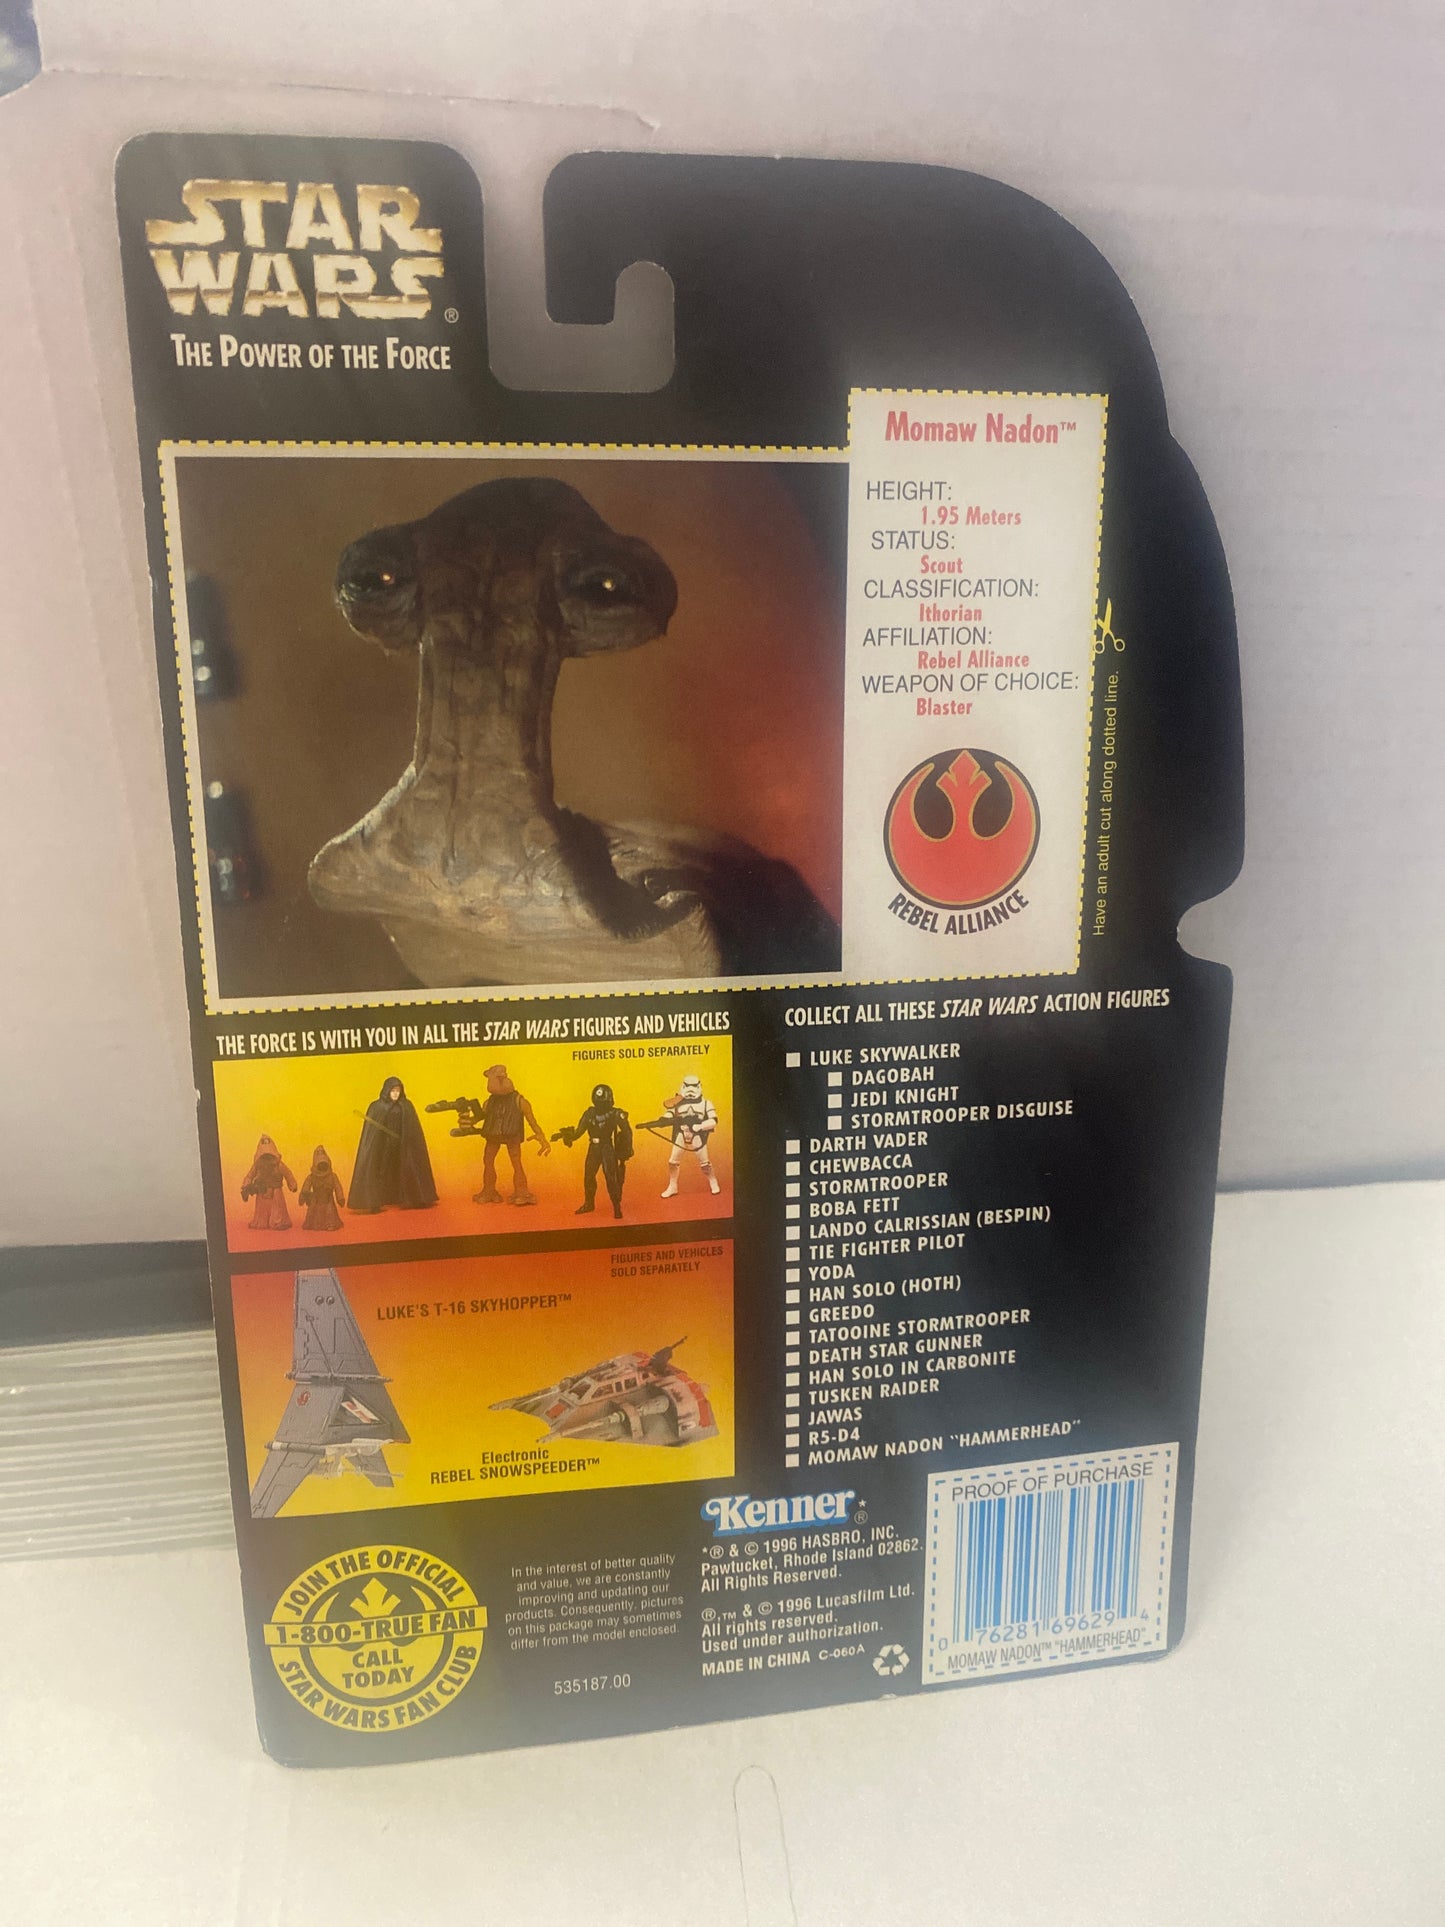 STAR
WARS®
THE POWER OF THE FORCE
Momaw Nadon™
HEIGHT:
1.95 Meters
STATUS:
Scout
CLASSIFICATION:
Ithorian
AFFILIATION:
Rebel Alliance
WEAPON OF CHOICE:
Blaster
REBEL ALLIANCE
Have an adult cut along dotted line.
THE FORCE IS WITH YOU IN ALL THE STAR WARS FIGURES AND VEHICLES
FIGURES SOLD SEPARATELY
FIGURES AND VEHICLES
SOLD SEPARATELY
LUKE'S T-16 SKYHOPPER™
Electronic
REBEL SNOWSPEEDER™
COLLECT ALL THESE STAR WARS ACTION FIGURES
LUKE SKYWALKER
DAGOBAH
JEDI KNIGHT
STORMTROOPER DISGUISE
DARTH VADER
CHEWBACCA
STORMTROOPER
BOBA FETT
LANDO CALRISSIAN (BESPIN)
TIE FIGHTER PILOT
YODA
HAN SOLO (HOTH)
GREEDO
TATOOINE STORMTROOPER
DEATH STAR GUNNER
HAN SOLO IN CARBONITE
TUSKEN RAIDER
JAWAS
R5-D4
MOMAW NADON "HAMMERHEAD"
JOIN THE OFFICIAL
1-800-TRUE FAN
CALL
TODAY
STAR WARS FAN CLUB
In the interest of better quality
and value, we are constantly
improving and updating our
products. Consequently, pictures
on this package may sometimes
differ from the model enclosed.
535187.00
Kenner*®
*® & © 1996 HASBRO, INC.
Pawtucket, Rhode Island 02862.
All Rights Reserved.
®,™ & © 1996 Lucasfilm Ltd.
All rights reserved.
Used under authorization.
MADE IN CHINA C-060A
PROOF OF PURCHASE
0 76281 69629 4
MOMAW NADON™ "HAMMERHEAD"